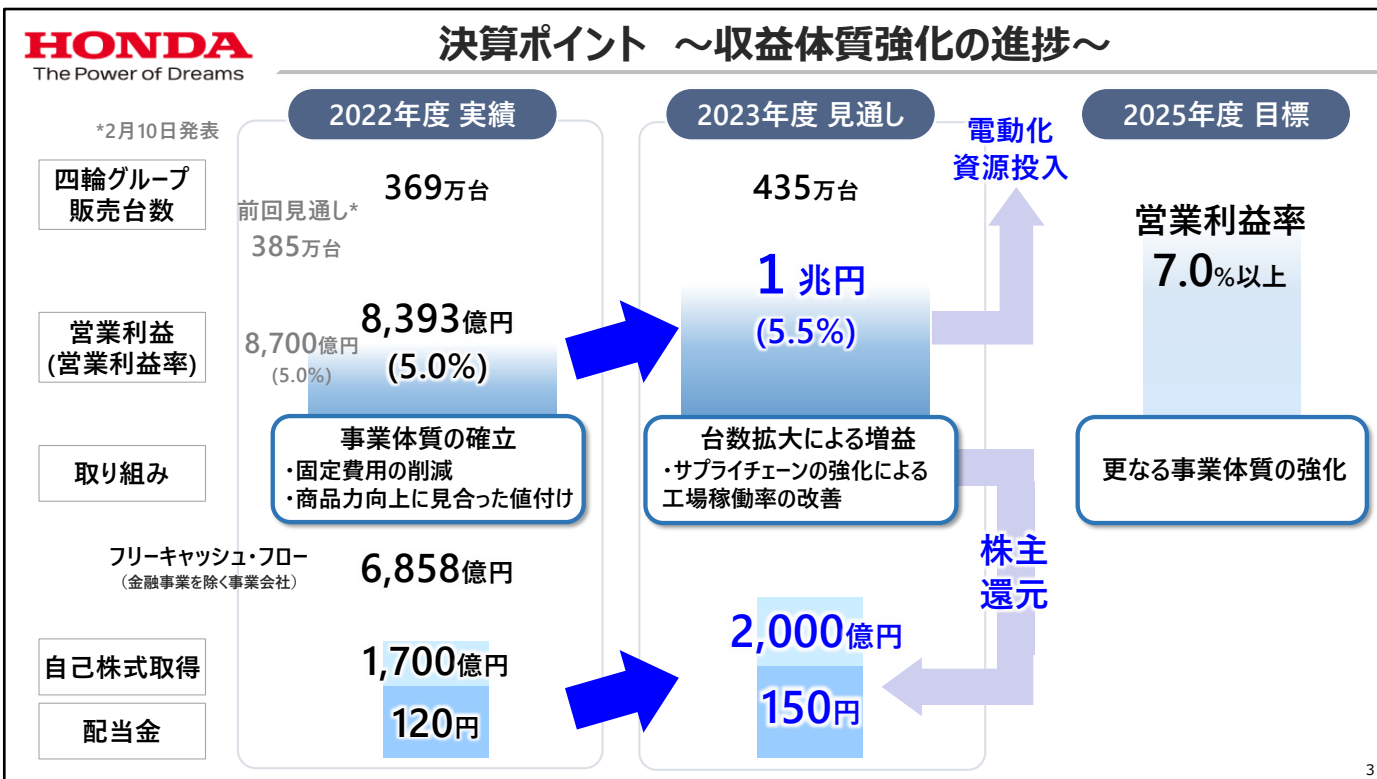 HONDA
The Power of Dreams
決算ポイント ～収益体質強化の進捗～
*2月10日発表
2022年度 実績
2023年度 見通し
2025年度 目標
電動化
資源投入
四輪グループ
販売台数
369万台
前回見通し*
385万台
435万台
営業利益率
7.0%以上
営業利益
(営業利益率)
8,393億円
(5.0%)
8,700億円
(5.0%)
1 兆円
(5.5%)
取り組み
事業体質の確立
・固定費用の削減
・商品力向上に見合った値付け
台数拡大による増益
・サプライチェーンの強化による
工場稼働率の改善
更なる事業体質の強化
フリーキャッシュ・フロー
（金融事業を除く事業会社）
6,858億円
株主
還元
自己株式取得
1,700億円
2,000億円
配当金
120円
150円
3